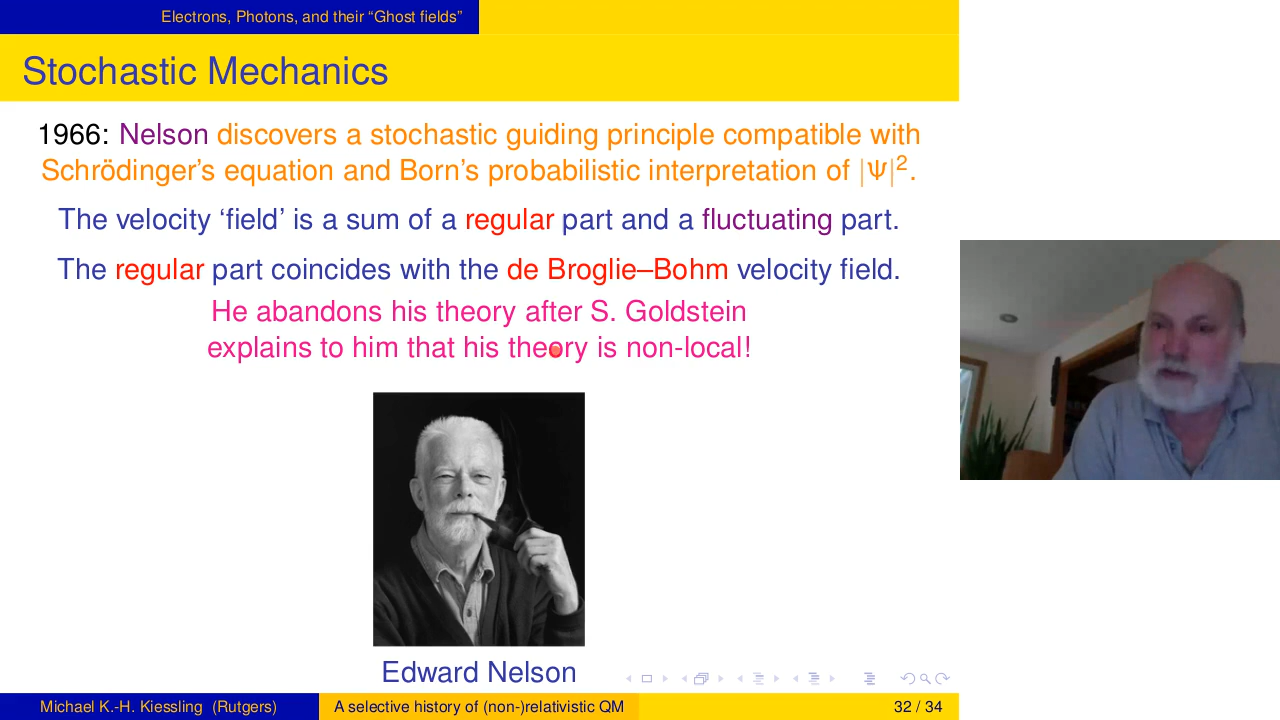 Electrons, Photons, and their “Ghost fields”
Stochastic Mechanics
1966: Nelson discovers a stochastic guiding principle compatible with
Schrödinger’s equation and Born’s probabilistic interpretation of |Ψ|².
The velocity ‘field’ is a sum of a regular part and a fluctuating part.
The regular part coincides with the de Broglie–Bohm velocity field.
He abandons his theory after S. Goldstein
explains to him that his theory is non-local!
Edward Nelson
Michael K.-H. Kiessling (Rutgers)
A selective history of (non-)relativistic QM
32 / 34